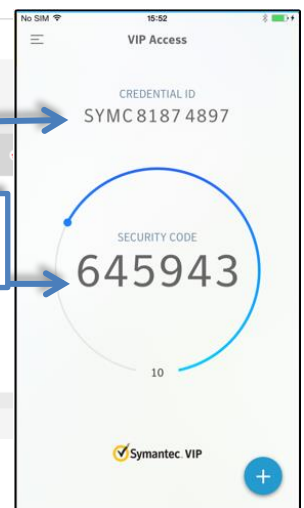 No SIM 15:52
VIP Access
CREDENTIAL ID
SYMC 8187 4897
SECURITY CODE
645943
10
Symantec. VIP
+